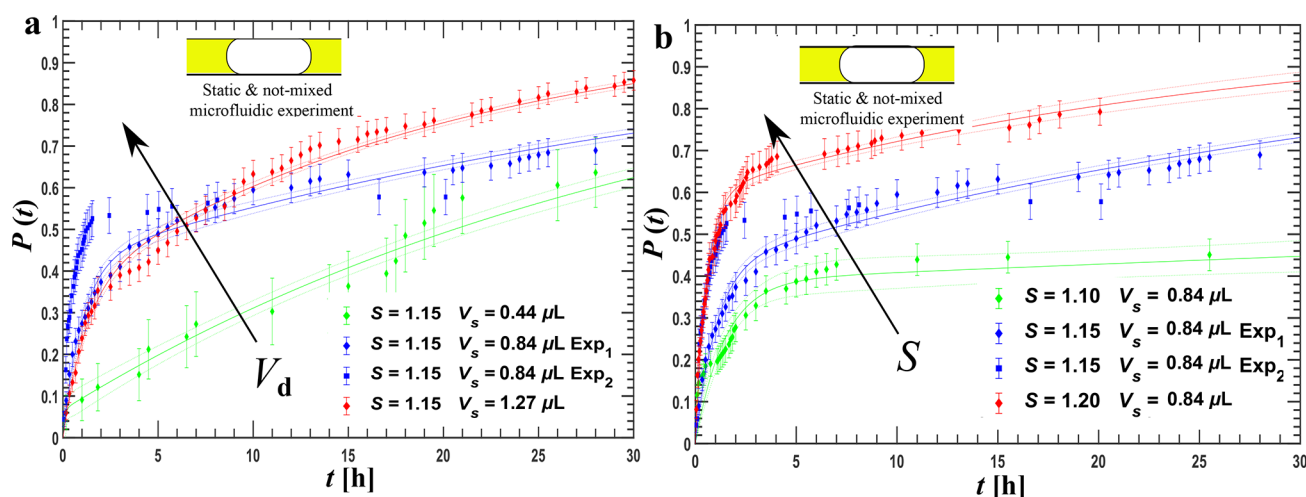 a
Static & not-mixed
microfluidic experiment
P(t)
1
0.9
0.8
0.7
0.6
0.5
0.4
0.3
0.2
0.1
0
V_d
S = 1.15 V_s = 0.44 µL
S = 1.15 V_s = 0.84 µL Exp_1
S = 1.15 V_s = 0.84 µL Exp_2
S = 1.15 V_s = 1.27 µL
0 5 10 15 20 25 30
t [h]
b
Static & not-mixed
microfluidic experiment
P(t)
1
0.9
0.8
0.7
0.6
0.5
0.4
0.3
0.2
0.1
0
S
S = 1.10 V_s = 0.84 µL
S = 1.15 V_s = 0.84 µL Exp_1
S = 1.15 V_s = 0.84 µL Exp_2
S = 1.20 V_s = 0.84 µL
0 5 10 15 20 25 30
t [h]